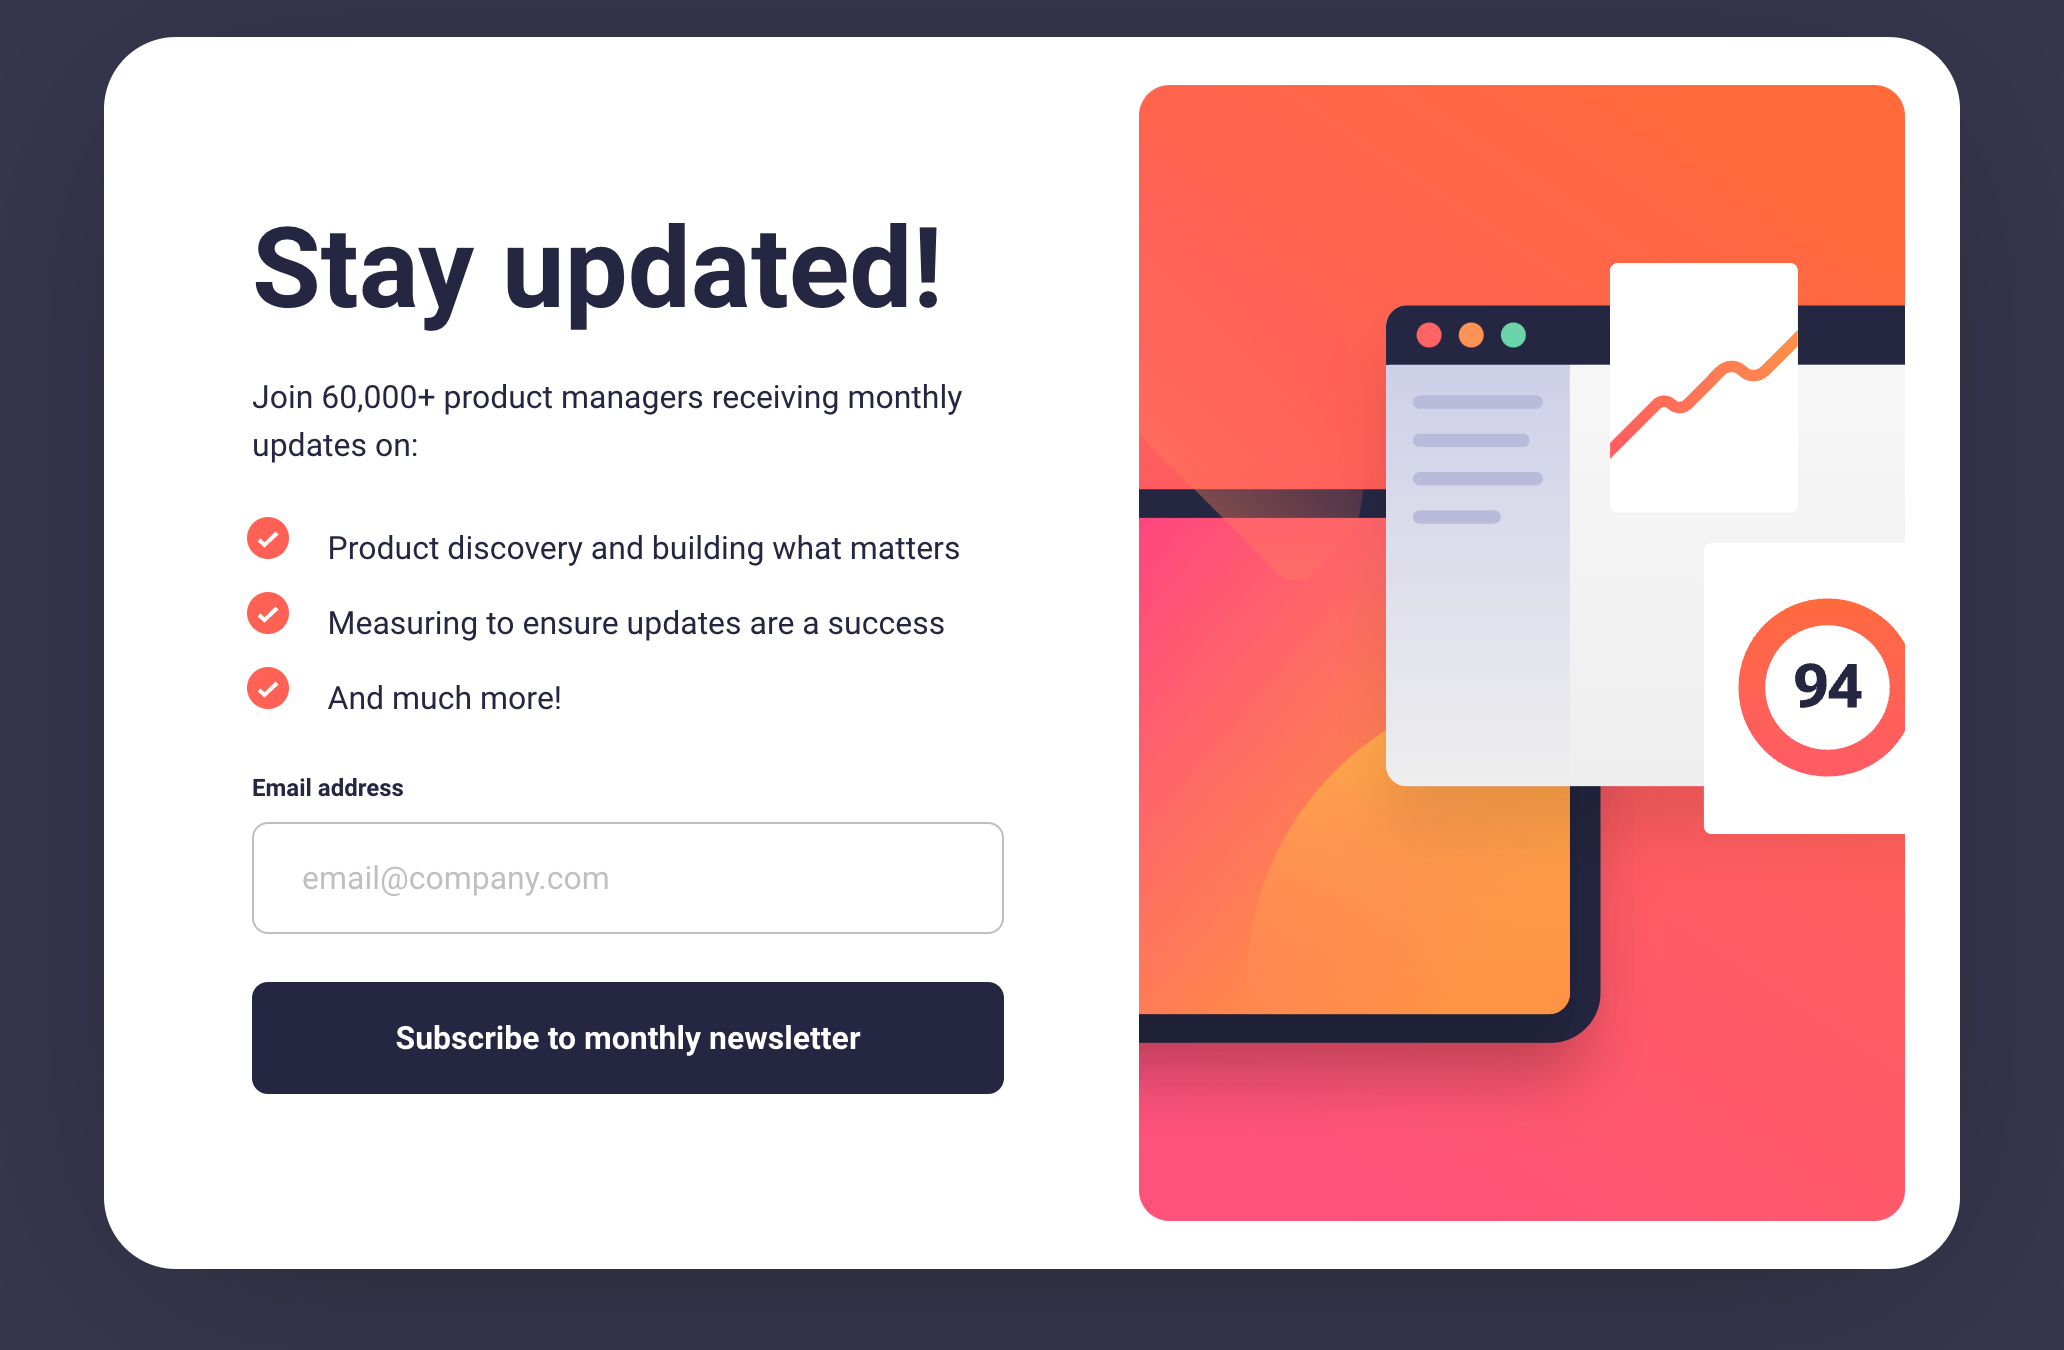 Stay updated!
Join 60,000+ product managers receiving monthly
updates on:
Product discovery and building what matters
Measuring to ensure updates are a success
And much more!
Email address
email@company.com
Subscribe to monthly newsletter
94